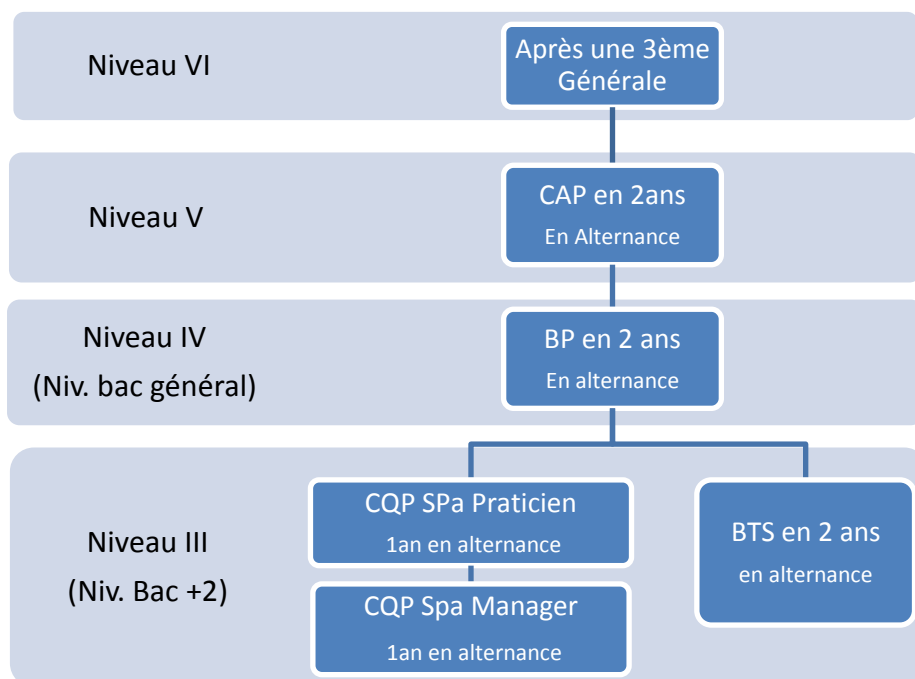 Niveau VI
Après une 3ème
Générale
Niveau V
CAP en 2ans
En Alternance
Niveau IV
(Niv. bac général)
BP en 2 ans
En alternance
Niveau III
(Niv. Bac +2)
CQP SPa Praticien
1an en alternance
CQP Spa Manager
1an en alternance
BTS en 2 ans
en alternance